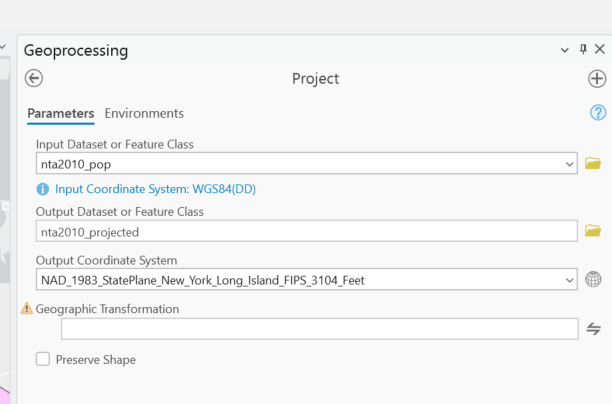 Geoprocessing
Project
Parameters Environments
Input Dataset or Feature Class
nta2010_pop
Input Coordinate System: WGS84(DD)
Output Dataset or Feature Class
nta2010_projected
Output Coordinate System
NAD_1983_StatePlane_New_York_Long_Island_FIPS_3104_Feet
Geographic Transformation
Preserve Shape